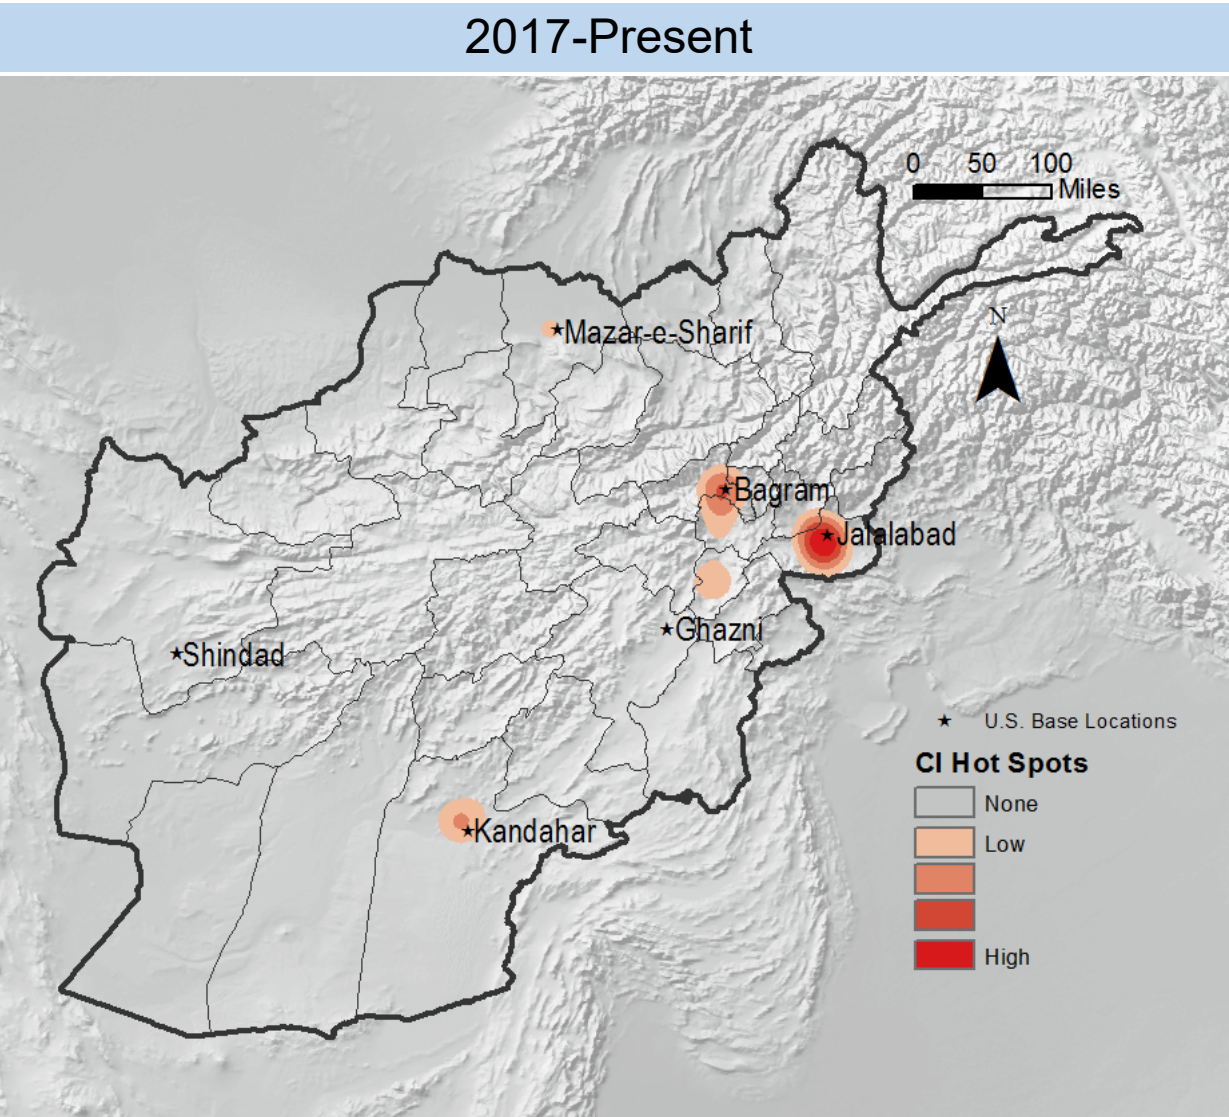 2017-Present
0 50 100
Miles
N
Mazar-e-Sharif
Bagram
Jalalabad
Ghazni
Shindad
Kandahar
U.S. Base Locations
CI Hot Spots
None
Low
High